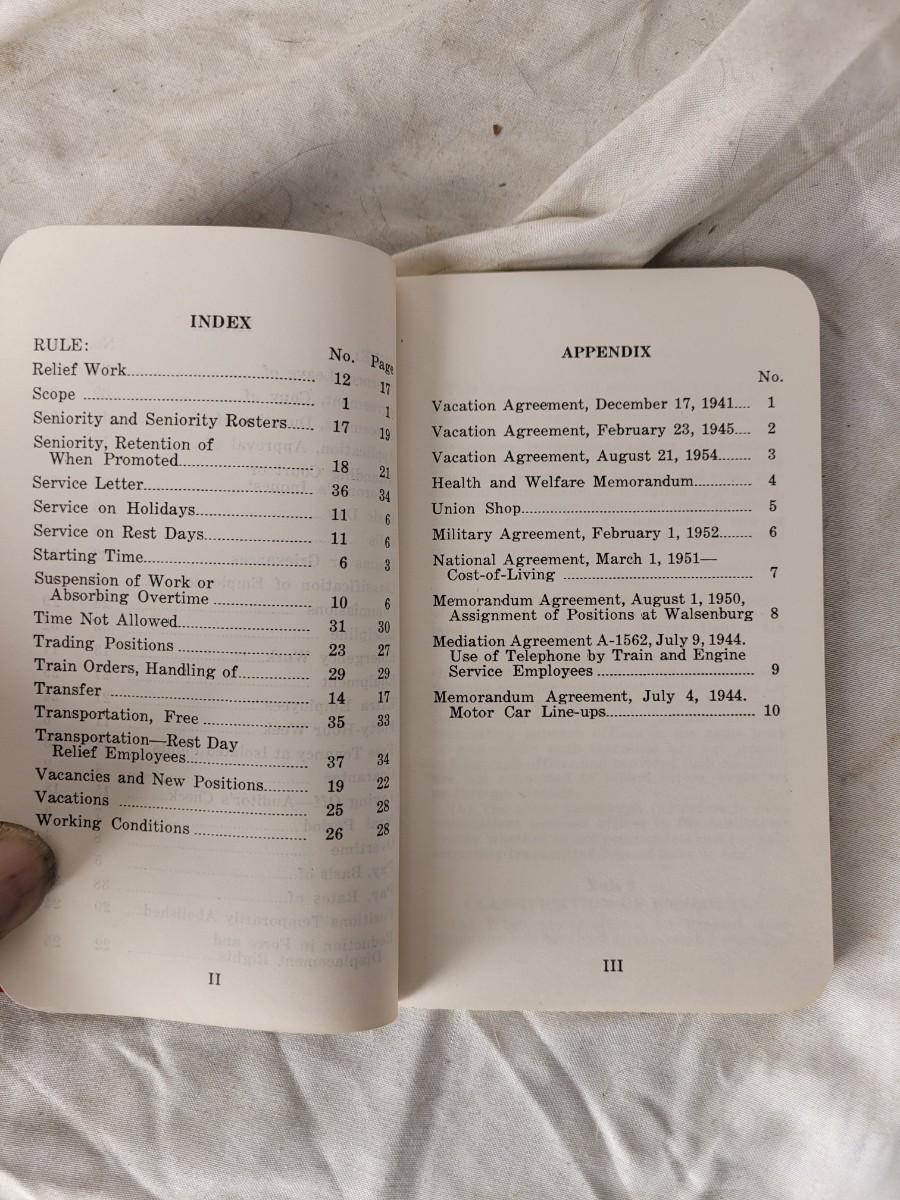 INDEX
RULE:
No. Page
Relief Work 12 17
Scope 1 1
Seniority and Seniority Rosters 17 19
Seniority, Retention of
When Promoted 18 21
Service Letter 36 34
Service on Holidays 11 6
Service on Rest Days 11 6
Starting Time 6 3
Suspension of Work or
Absorbing Overtime 10 6
Time Not Allowed 31 30
Trading Positions 23 27
Train Orders, Handling of 29 29
Transfer 14 17
Transportation, Free 35 33
Transportation—Rest Day
Relief Employees 37 34
Vacancies and New Positions 19 22
Vacations 25 28
Working Conditions 26 28
II
APPENDIX
No.
Vacation Agreement, December 17, 1941 1
Vacation Agreement, February 23, 1945 2
Vacation Agreement, August 21, 1954 3
Health and Welfare Memorandum 4
Union Shop 5
Military Agreement, February 1, 1952 6
National Agreement, March 1, 1951—
Cost-of-Living 7
Memorandum Agreement, August 1, 1950,
Assignment of Positions at Walsenburg 8
Mediation Agreement A-1562, July 9, 1944.
Use of Telephone by Train and Engine
Service Employees 9
Memorandum Agreement, July 4, 1944.
Motor Car Line-ups 10
III